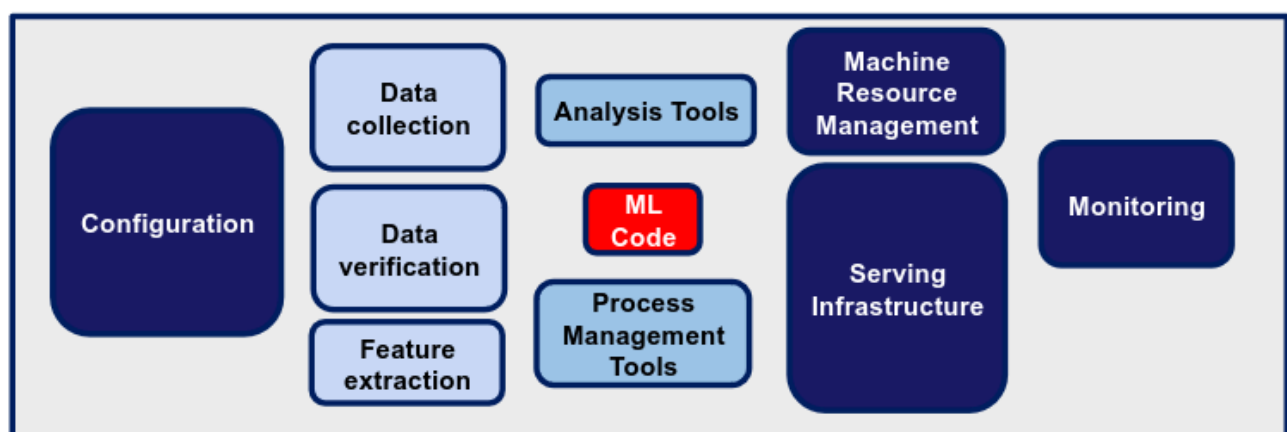 Configuration
Data
collection
Data
verification
Feature
extraction
Analysis Tools
ML
Code
Process
Management
Tools
Machine
Resource
Management
Serving
Infrastructure
Monitoring